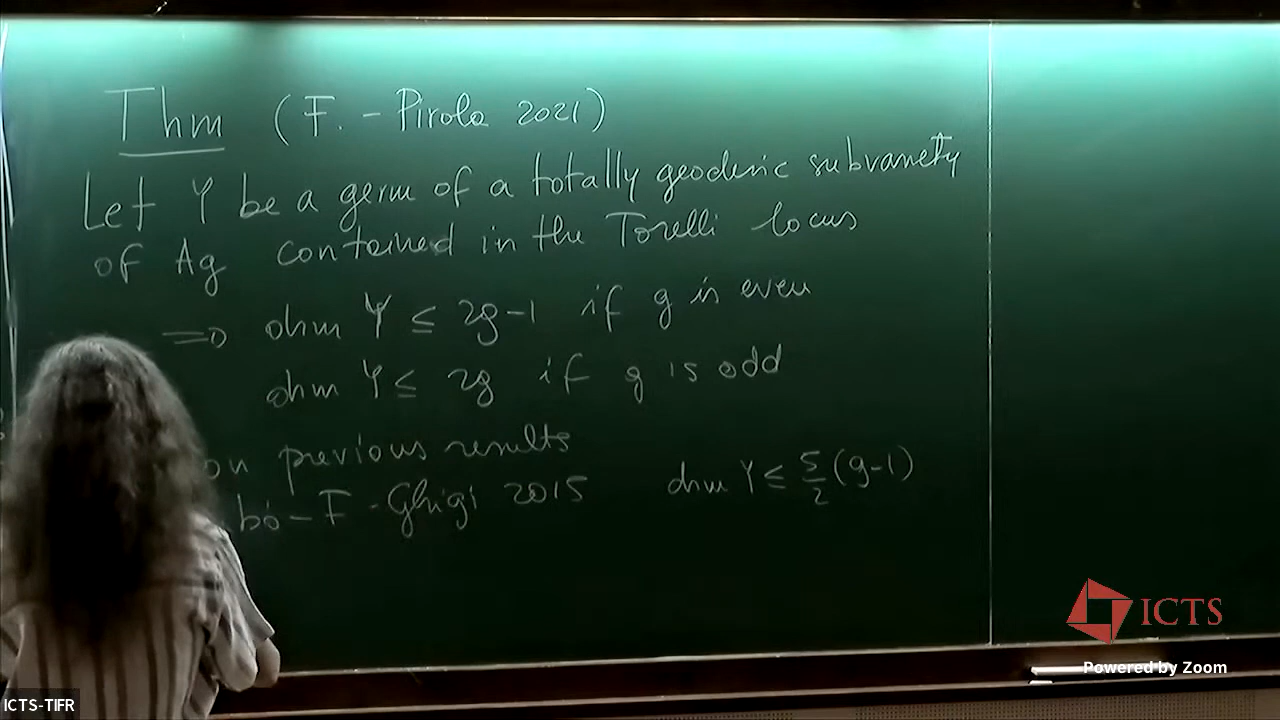 Thm (F. - Pirola 2021)
Let Y be a germ of a totally geodesic subvariety
of Ag contained in the Torelli locus
=> dim Y ≤ 2g-1 if g is even
dim Y ≤ 2g if g is odd
on previous results
bo - F - Ghigi 2015 dim Y ≤ 5/2 (g-1)
ICTS
Powered by Zoom
ICTS-TIFR